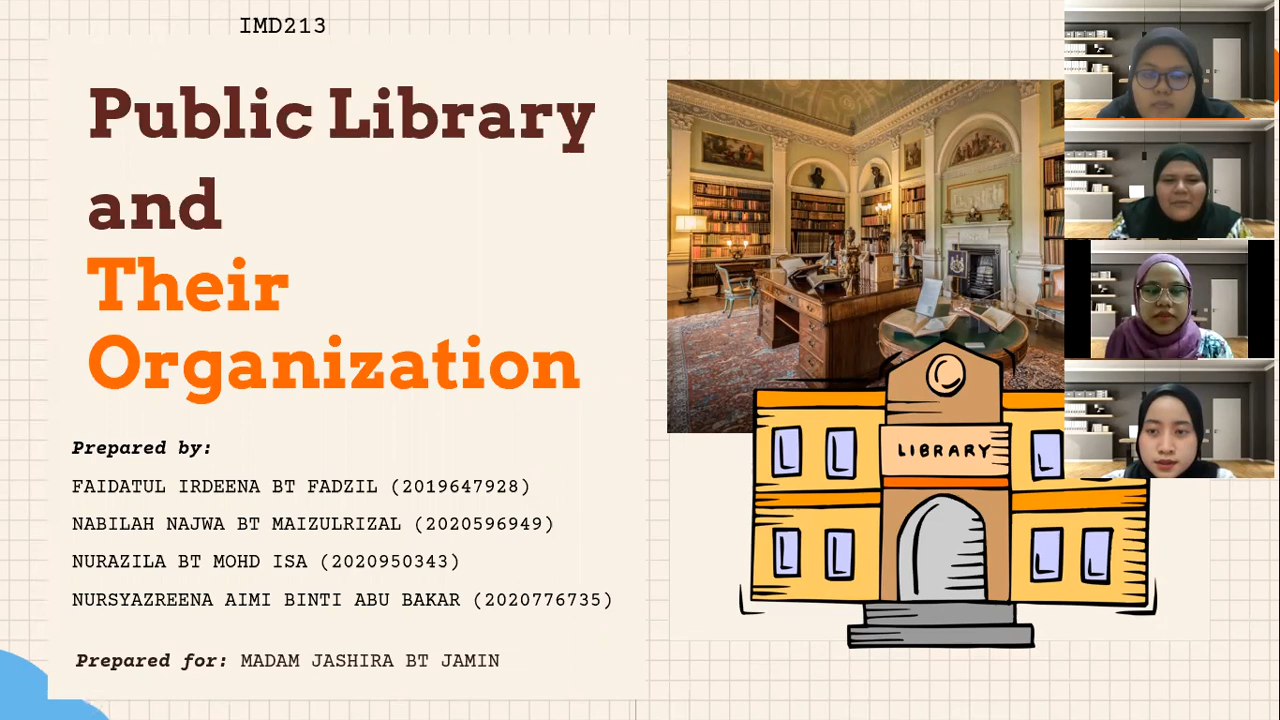 IMD213
Public Library
and
Their
Organization
Prepared by:
FAIDATUL IRDEENA BT FADZIL (2019647928)
NABILAH NAJWA BT MAIZULRIZAL (2020596949)
NURAZILA BT MOHD ISA (2020950343)
NURSYAZREENA AIMI BINTI ABU BAKAR (2020776735)
Prepared for: MADAM JASHIRA BT JAMIN
LIBRARY